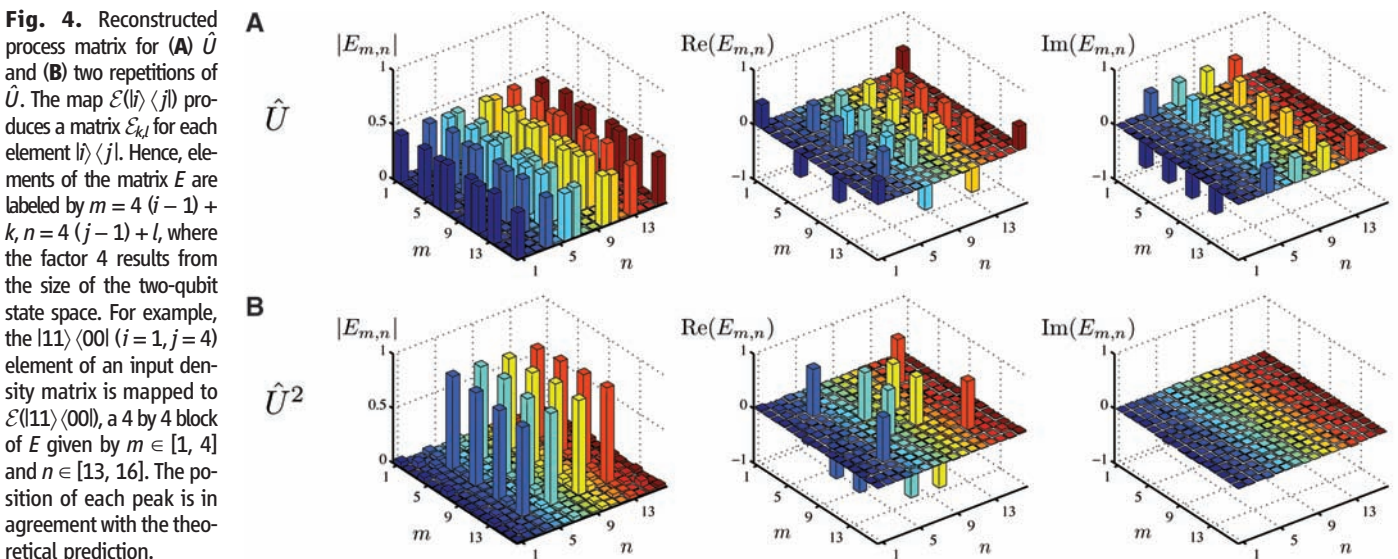 Fig. 4. Reconstructed
process matrix for (A) Û
and (B) two repetitions of
Û. The map ℰ(|i⟩ ⟨ j|) pro-
duces a matrix ℰk,l for each
element |i⟩ ⟨ j|. Hence, ele-
ments of the matrix E are
labeled by m = 4 (i − 1) +
k, n = 4 ( j − 1) + l, where
the factor 4 results from
the size of the two-qubit
state space. For example,
the |11⟩ ⟨00| (i = 1, j = 4)
element of an input den-
sity matrix is mapped to
ℰ(|11⟩ ⟨00|), a 4 by 4 block
of E given by m ∈ [1, 4]
and n ∈ [13, 16]. The po-
sition of each peak is in
agreement with the theo-
retical prediction.
A
Û
|Em,n|
1
0.5
0
1
5
9
13
m
1
5
9
13
n
Re(Em,n)
1
0
−1
1
5
9
13
m
1
5
9
13
n
Im(Em,n)
1
0
−1
1
5
9
13
m
1
5
9
13
n
B
Û²
|Em,n|
1
0.5
0
1
5
9
13
m
1
5
9
13
n
Re(Em,n)
1
0
−1
1
5
9
13
m
1
5
9
13
n
Im(Em,n)
1
0
−1
1
5
9
13
m
1
5
9
13
n